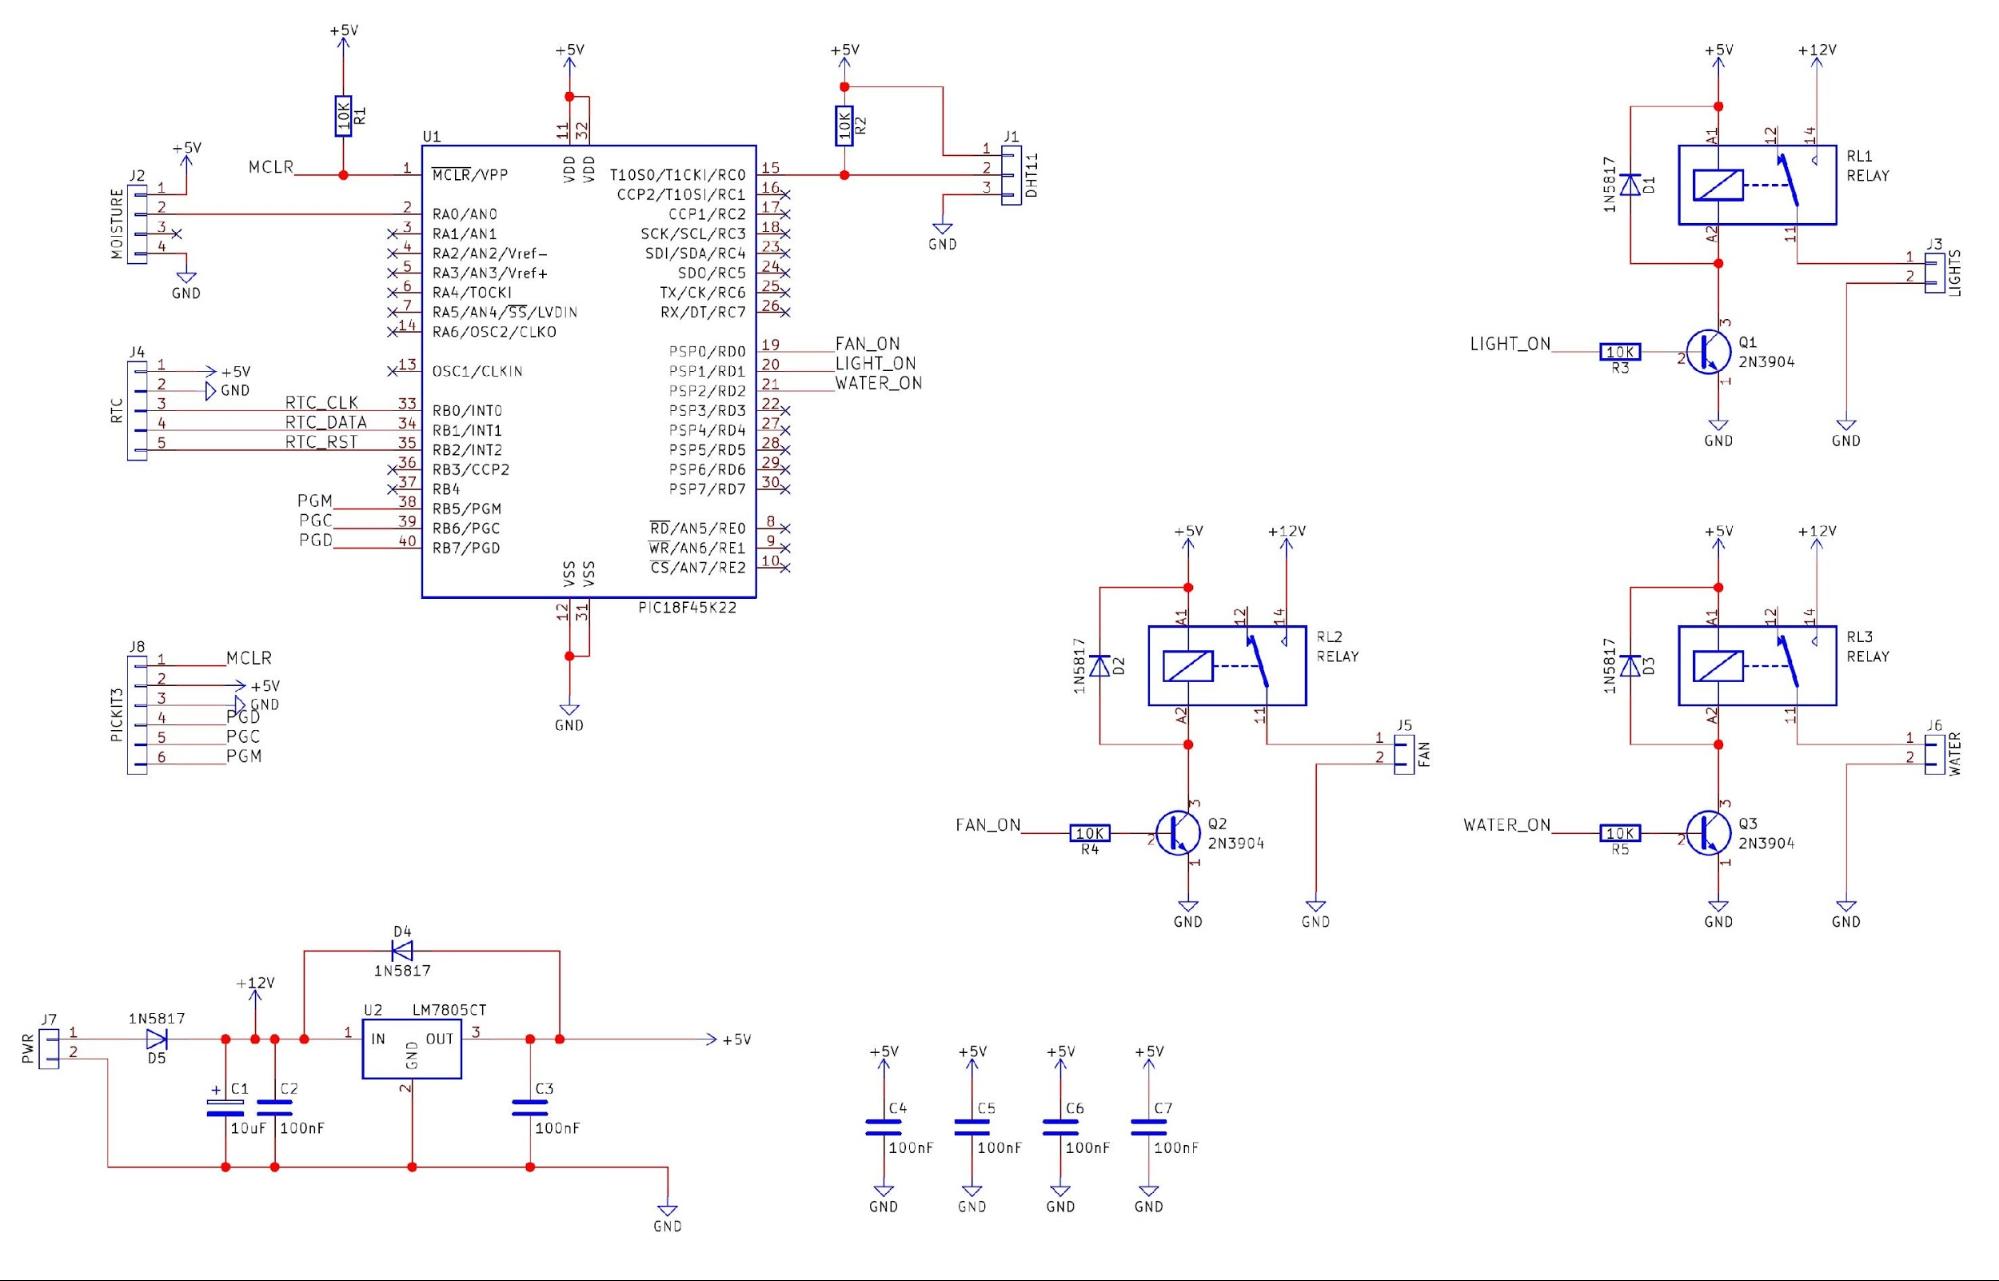 +5V
10K
R1
MCLR
+5V
J2
MOISTURE
1
2
3
4
GND
J4
RTC
1
2
3
4
5
+5V
GND
RTC_CLK
RTC_DATA
RTC_RST
PGM
PGC
PGD
+5V
11
32
U1
VDD
VDD
1 MCLR/VPP
2 RA0/AN0
3 RA1/AN1
4 RA2/AN2/Vref-
5 RA3/AN3/Vref+
6 RA4/TOCKI
7 RA5/AN4/SS/LVDIN
14 RA6/OSC2/CLKO
13 OSC1/CLKIN
33 RB0/INT0
34 RB1/INT1
35 RB2/INT2
36 RB3/CCP2
37 RB4
38 RB5/PGM
39 RB6/PGC
40 RB7/PGD
T1OSO/T1CKI/RC0 15
CCP2/T1OSI/RC1 16
CCP1/RC2 17
SCK/SCL/RC3 18
SDI/SDA/RC4 23
SDO/RC5 24
TX/CK/RC6 25
RX/DT/RC7 26
PSP0/RD0 19 FAN_ON
PSP1/RD1 20 LIGHT_ON
PSP2/RD2 21 WATER_ON
PSP3/RD3 22
PSP4/RD4 27
PSP5/RD5 28
PSP6/RD6 29
PSP7/RD7 30
RD/AN5/RE0 8
WR/AN6/RE1 9
CS/AN7/RE2 10
VSS
VSS
12
31
PIC18F45K22
GND
+5V
10K
R2
J1
1
2
3
DHT11
GND
J8
PICKIT3
1 MCLR
2 +5V
3 GND
4 PGD
5 PGC
6 PGM
+5V
+12V
1N5817
D1
A1
12
14
RL1
RELAY
A2
11
J3
1
2
LIGHTS
LIGHT_ON
10K
R3
3
2
1
Q1
2N3904
GND
GND
+5V
+12V
1N5817
D2
A1
12
14
RL2
RELAY
A2
11
J5
1
2
FAN
FAN_ON
10K
R4
3
2
1
Q2
2N3904
GND
GND
+5V
+12V
1N5817
D3
A1
12
14
RL3
RELAY
A2
11
J6
1
2
WATER
WATER_ON
10K
R5
3
2
1
Q3
2N3904
GND
GND
D4
1N5817
+12V
J7
PWR
1
2
1N5817
D5
U2
LM7805CT
1 IN
OUT 3
GND
2
+5V
+ C1
10uF
C2
100nF
C3
100nF
GND
+5V
C4
100nF
GND
+5V
C5
100nF
GND
+5V
C6
100nF
GND
+5V
C7
100nF
GND